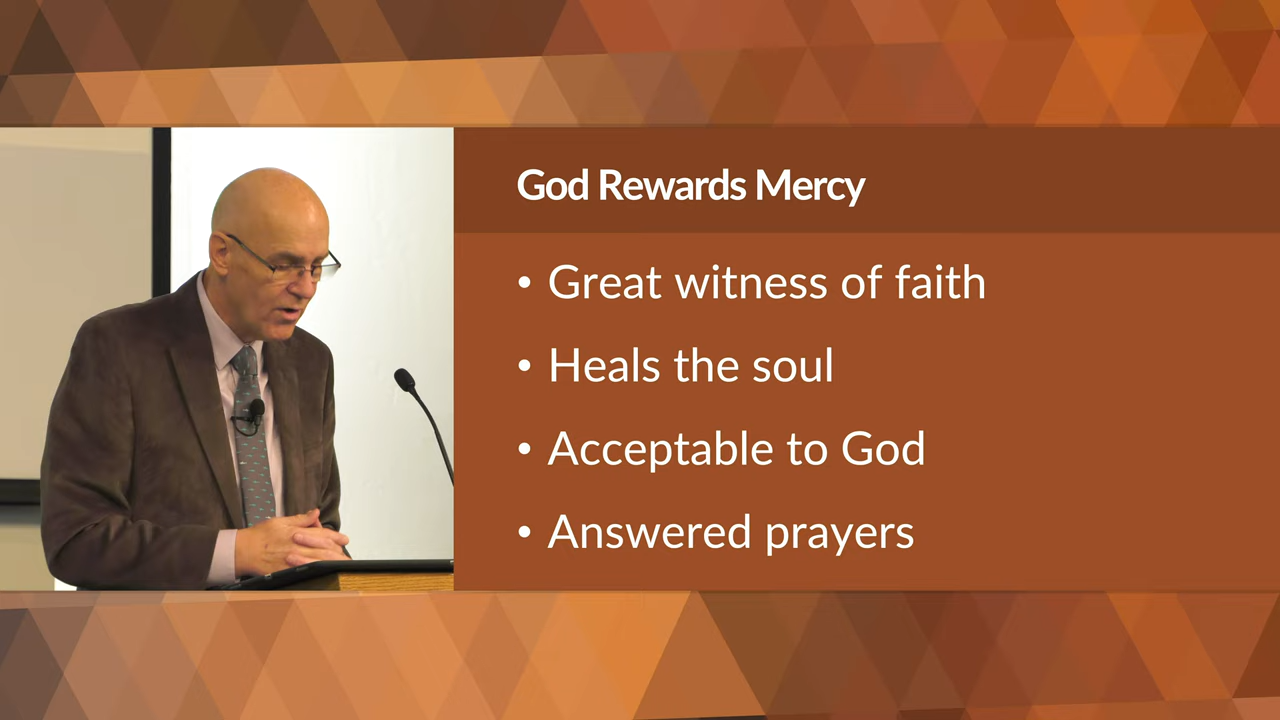 God Rewards Mercy
• Great witness of faith
• Heals the soul
• Acceptable to God
• Answered prayers